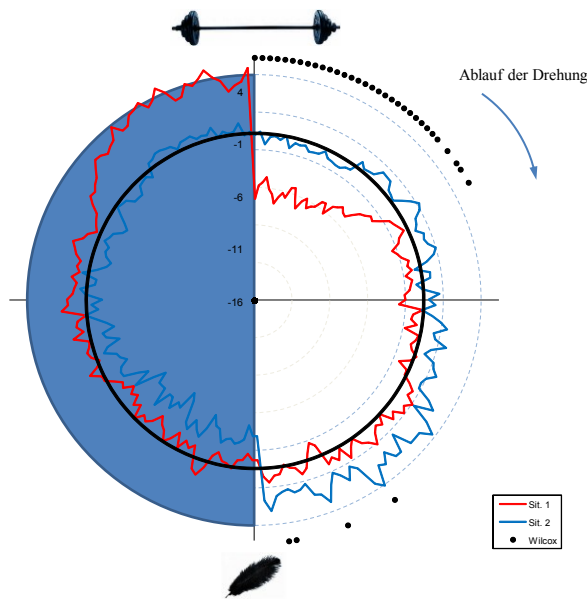 Ablauf der Drehung
4
-1
-6
-11
-16
Sit. 1
Sit. 2
Wilcox